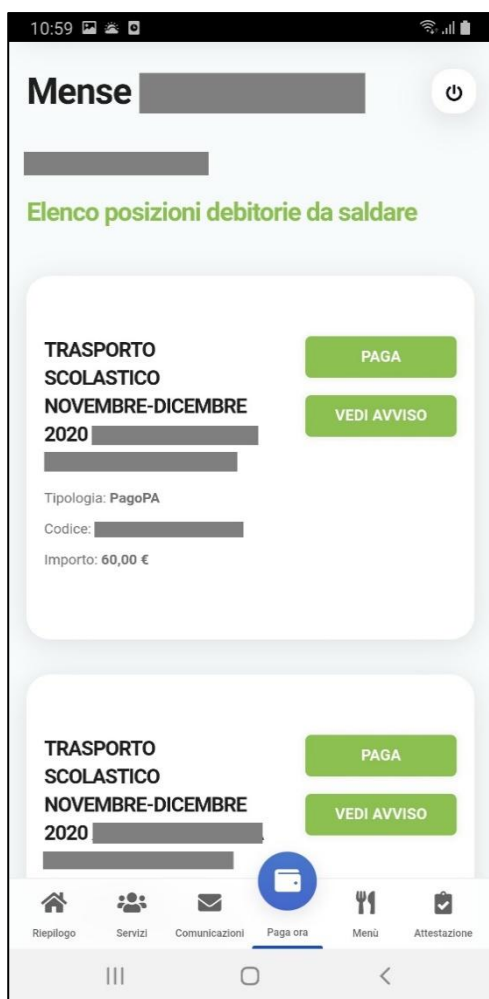 10:59
Mense
Elenco posizioni debitorie da saldare
TRASPORTO
SCOLASTICO
NOVEMBRE-DICEMBRE
2020
PAGA
VEDI AVVISO
Tipologia: PagoPA
Codice:
Importo: 60,00 €
TRASPORTO
SCOLASTICO
NOVEMBRE-DICEMBRE
2020
PAGA
VEDI AVVISO
Riepilogo
Servizi
Comunicazioni
Paga ora
Menù
Attestazione